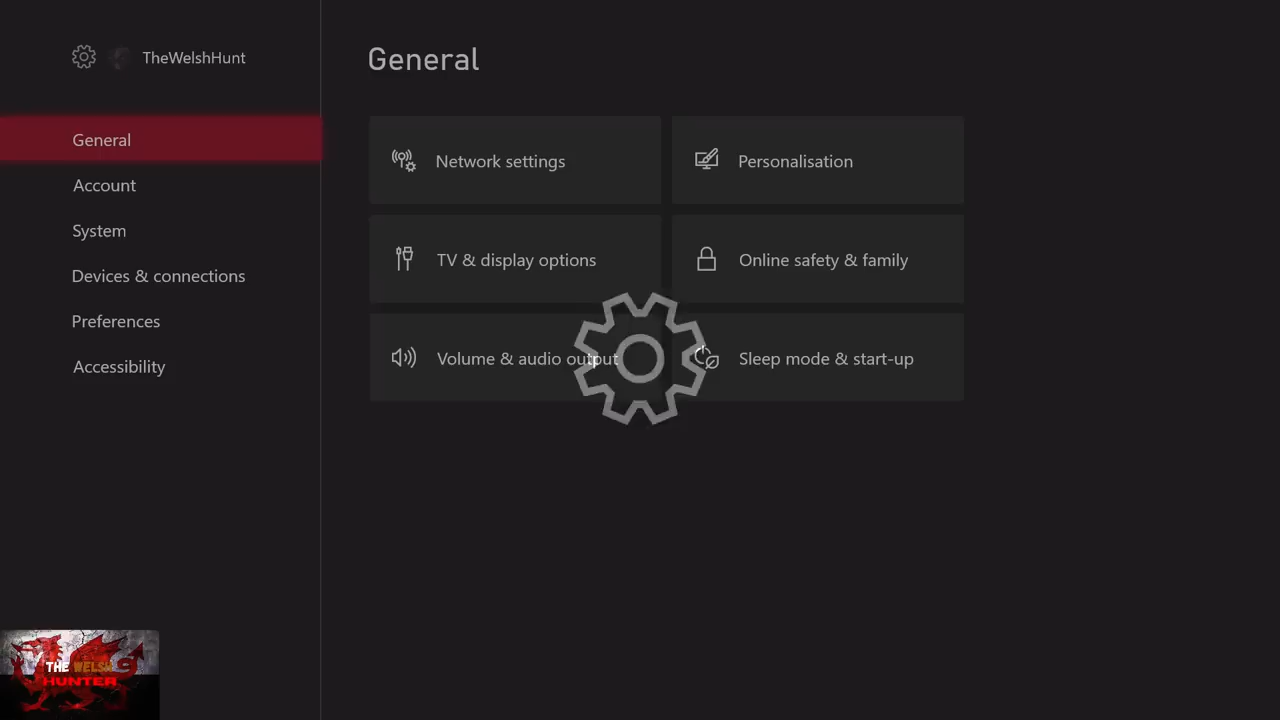 TheWelshHunt
General
Account
System
Devices & connections
Preferences
Accessibility
General
Network settings
Personalisation
TV & display options
Online safety & family
Volume & audio output
Sleep mode & start-up
THE WELSH
HUNTER